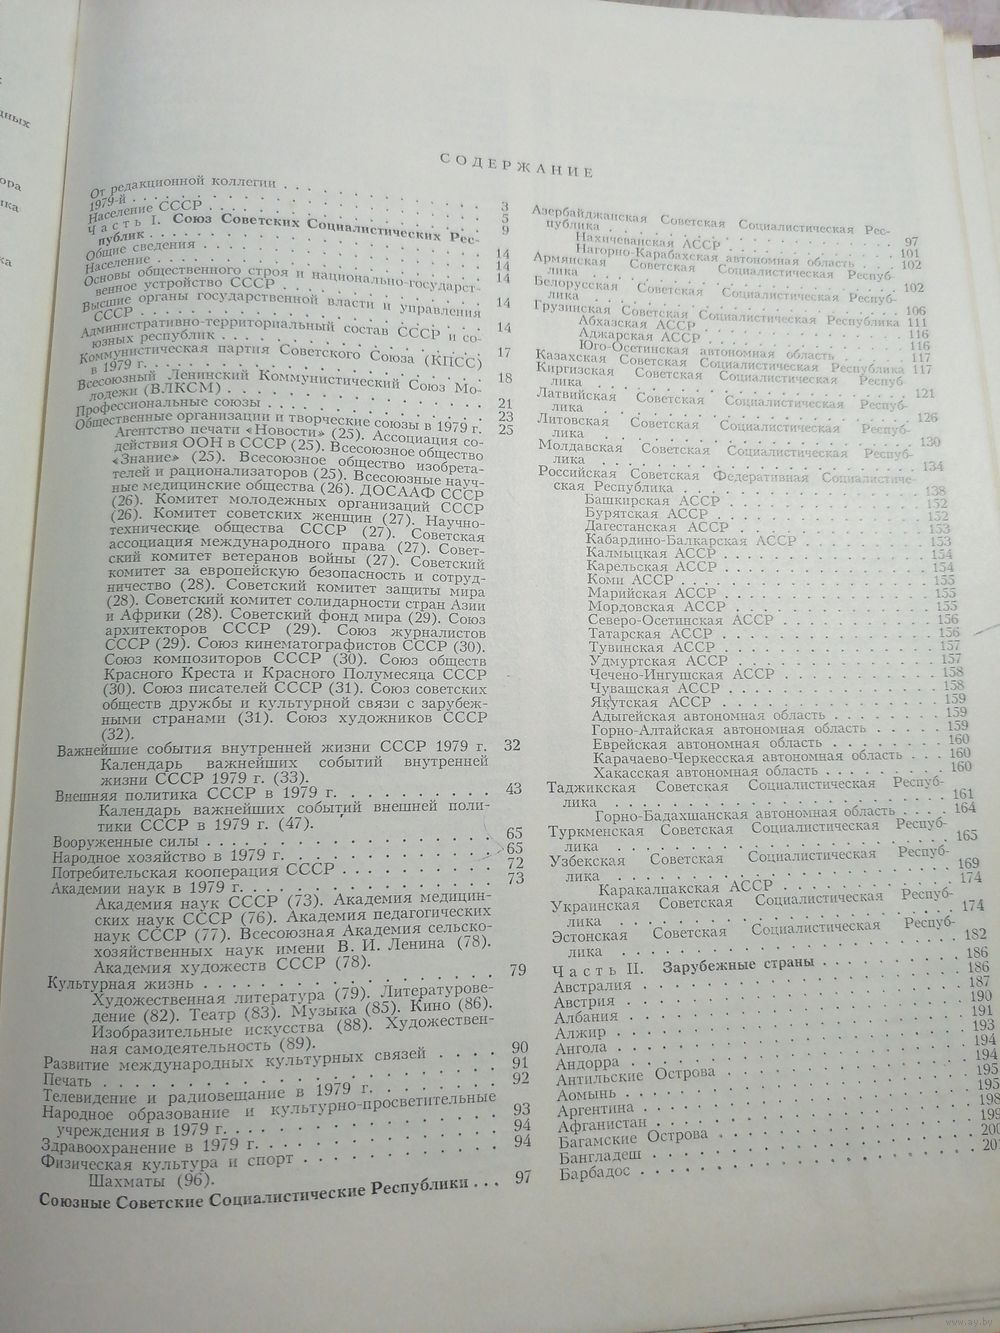 СОДЕРЖАНИЕ
От редакционной коллегии . . . . . . . . . . 3
1979-й . . . . . . . . . . 5
Население СССР . . . . . . . . . . 9
Часть I. Союз Советских Социалистических Рес-
публик . . . . . . . . . . 14
Общие сведения . . . . . . . . . . 14
Население . . . . . . . . . . 14
Основы общественного строя и национально-государст-
венное устройство СССР . . . . . . . . . . 14
Высшие органы государственной власти и управления
СССР . . . . . . . . . . 14
Административно-территориальный состав СССР и со-
юзных республик . . . . . . . . . . 17
Коммунистическая партия Советского Союза (КПСС)
в 1979 г. . . . . . . . . . . 18
Всесоюзный Ленинский Коммунистический Союз Мо-
лодежи (ВЛКСМ) . . . . . . . . . . 21
Профессиональные союзы . . . . . . . . . . 23
Общественные организации и творческие союзы в 1979 г. 25
Агентство печати «Новости» (25). Ассоциация со-
действия ООН в СССР (25). Всесоюзное общество
«Знание» (25). Всесоюзное общество изобрета-
телей и рационализаторов (25). Всесоюзные науч-
ные медицинские общества (26). ДОСААФ СССР
(26). Комитет молодежных организаций СССР
(26). Комитет советских женщин (27). Научно-
технические общества СССР (27). Советская
ассоциация международного права (27). Совет-
ский комитет ветеранов войны (27). Советский
комитет за европейскую безопасность и сотруд-
ничество (28). Советский комитет защиты мира
(28). Советский комитет солидарности стран Азии
и Африки (28). Советский фонд мира (29). Союз
архитекторов СССР (29). Союз журналистов
СССР (29). Союз кинематографистов СССР (30).
Союз композиторов СССР (30). Союз обществ
Красного Креста и Красного Полумесяца СССР
(30). Союз писателей СССР (31). Союз советских
обществ дружбы и культурной связи с зарубеж-
ными странами (31). Союз художников СССР
(32).
Важнейшие события внутренней жизни СССР 1979 г. 32
Календарь важнейших событий внутренней
жизни СССР 1979 г. (33).
Внешняя политика СССР в 1979 г. . . . . . . . . . 43
Календарь важнейших событий внешней поли-
тики СССР в 1979 г. (47).
Вооруженные силы . . . . . . . . . . 65
Народное хозяйство в 1979 г. . . . . . . . . . 65
Потребительская кооперация СССР . . . . . . . . . . 72
Академии наук в 1979 г. . . . . . . . . . 73
Академия наук СССР (73). Академия медицин-
ских наук СССР (76). Академия педагогических
наук СССР (77). Всесоюзная Академия сельско-
хозяйственных наук имени В. И. Ленина (78).
Академия художеств СССР (78).
Культурная жизнь . . . . . . . . . . 79
Художественная литература (79). Литературове-
дение (82). Театр (83). Музыка (85). Кино (86).
Изобразительные искусства (88). Художествен-
ная самодеятельность (89).
Развитие международных культурных связей . . . . 90
Печать . . . . . . . . . . 91
Телевидение и радиовещание в 1979 г. . . . . . . . 92
Народное образование и культурно-просветительные
учреждения в 1979 г. . . . . . . . . . 93
Здравоохранение в 1979 г. . . . . . . . . . 94
Физическая культура и спорт . . . . . . . . . . 94
Шахматы (96).
Союзные Советские Социалистические Республики . . . 97
Азербайджанская Советская Социалистическая Рес-
публика . . . . . . . . . . 97
Нахичеванская АССР . . . . . . . . . . 101
Нагорно-Карабахская автономная область . . . 102
Армянская Советская Социалистическая Респуб-
лика . . . . . . . . . . 102
Белорусская Советская Социалистическая Респуб-
лика . . . . . . . . . . 106
Грузинская Советская Социалистическая Республика 111
Абхазская АССР . . . . . . . . . . 116
Аджарская АССР . . . . . . . . . . 116
Юго-Осетинская автономная область . . . . 117
Казахская Советская Социалистическая Республика 117
Киргизская Советская Социалистическая Респуб-
лика . . . . . . . . . . 121
Латвийская Советская Социалистическая Респуб-
лика . . . . . . . . . . 126
Литовская Советская Социалистическая Респуб-
лика . . . . . . . . . . 130
Молдавская Советская Социалистическая Респуб-
лика . . . . . . . . . . 134
Российская Советская Федеративная Социалистиче-
ская Республика . . . . . . . . . . 138
Башкирская АССР . . . . . . . . . . 152
Бурятская АССР . . . . . . . . . . 152
Дагестанская АССР . . . . . . . . . . 153
Кабардино-Балкарская АССР . . . . . . . . 153
Калмыцкая АССР . . . . . . . . . . 154
Карельская АССР . . . . . . . . . . 154
Коми АССР . . . . . . . . . . 155
Марийская АССР . . . . . . . . . . 155
Мордовская АССР . . . . . . . . . . 155
Северо-Осетинская АССР . . . . . . . . . . 156
Татарская АССР . . . . . . . . . . 156
Тувинская АССР . . . . . . . . . . 157
Удмуртская АССР . . . . . . . . . . 157
Чечено-Ингушская АССР . . . . . . . . . . 158
Чувашская АССР . . . . . . . . . . 158
Якутская АССР . . . . . . . . . . 159
Адыгейская автономная область . . . . . . . 159
Горно-Алтайская автономная область . . . . . 159
Еврейская автономная область . . . . . . . 160
Карачаево-Черкесская автономная область . . . 160
Хакасская автономная область . . . . . . . 160
Таджикская Советская Социалистическая Респуб-
лика . . . . . . . . . . 161
Горно-Бадахшанская автономная область . . . . 164
Туркменская Советская Социалистическая Респуб-
лика . . . . . . . . . . 165
Узбекская Советская Социалистическая Респуб-
лика . . . . . . . . . . 169
Каракалпакская АССР . . . . . . . . . . 174
Украинская Советская Социалистическая Респуб-
лика . . . . . . . . . . 174
Эстонская Советская Социалистическая Респуб-
лика . . . . . . . . . . 182
Часть II. Зарубежные страны . . . . . . . . 186
Австралия . . . . . . . . . . 186
Австрия . . . . . . . . . . 187
Албания . . . . . . . . . . 190
Алжир . . . . . . . . . . 191
Ангола . . . . . . . . . . 193
Андорра . . . . . . . . . . 194
Антильские Острова . . . . . . . . . . 194
Аомынь . . . . . . . . . . 195
Аргентина . . . . . . . . . . 195
Афганистан . . . . . . . . . . 198
Багамские Острова . . . . . . . . . . 199
Бангладеш . . . . . . . . . . 200
Барбадос . . . . . . . . . . 201
www.ay.by